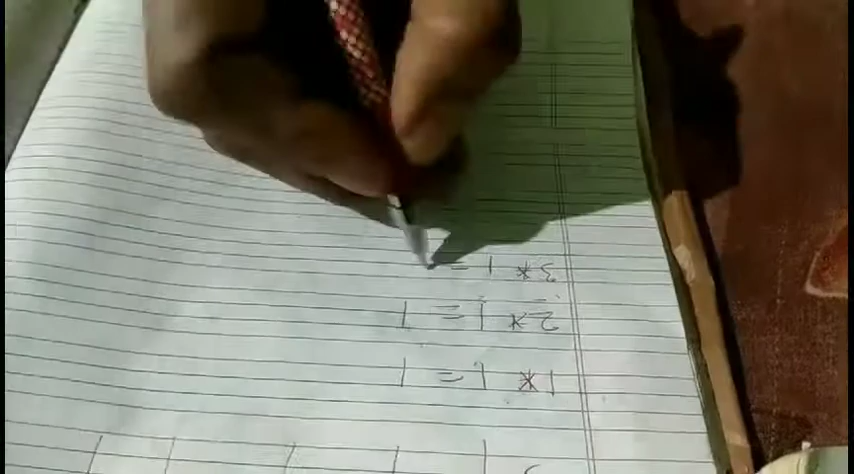 1 * 1 = 1
2 * 1 = 1
3 * 1 =